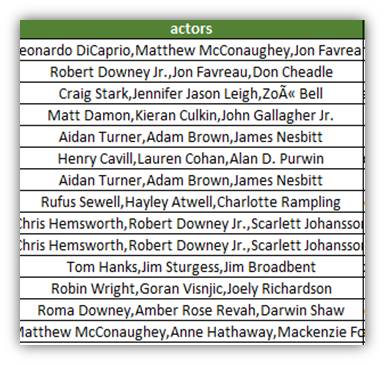 actors
eonardo DiCaprio,Matthew McConaughey,Jon Favrea
Robert Downey Jr.,Jon Favreau,Don Cheadle
Craig Stark,Jennifer Jason Leigh,ZoÃ« Bell
Matt Damon,Kieran Culkin,John Gallagher Jr.
Aidan Turner,Adam Brown,James Nesbitt
Henry Cavill,Lauren Cohan,Alan D. Purwin
Aidan Turner,Adam Brown,James Nesbitt
Rufus Sewell,Hayley Atwell,Charlotte Rampling
Chris Hemsworth,Robert Downey Jr.,Scarlett Johansson
Chris Hemsworth,Robert Downey Jr.,Scarlett Johansson
Tom Hanks,Jim Sturgess,Jim Broadbent
Robin Wright,Goran Visnjic,Joely Richardson
Roma Downey,Amber Rose Revah,Darwin Shaw
Matthew McConaughey,Anne Hathaway,Mackenzie Fo